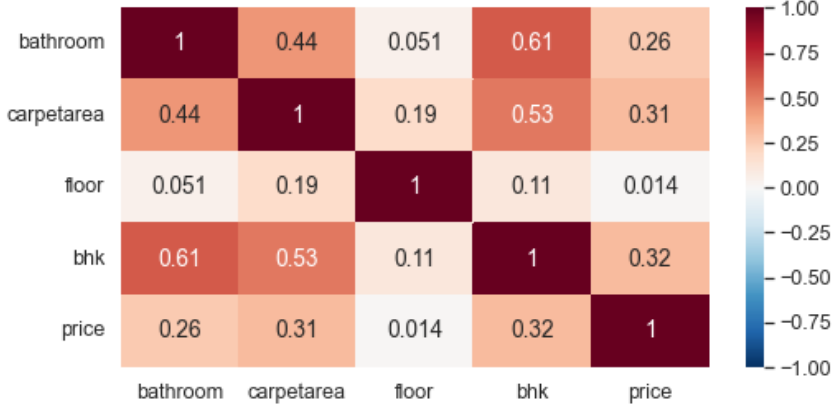 bathroom 1 0.44 0.051 0.61 0.26
carpetarea 0.44 1 0.19 0.53 0.31
floor 0.051 0.19 1 0.11 0.014
bhk 0.61 0.53 0.11 1 0.32
price 0.26 0.31 0.014 0.32 1
bathroom carpetarea floor bhk price
1.00
0.75
0.50
0.25
0.00
−0.25
−0.50
−0.75
−1.00